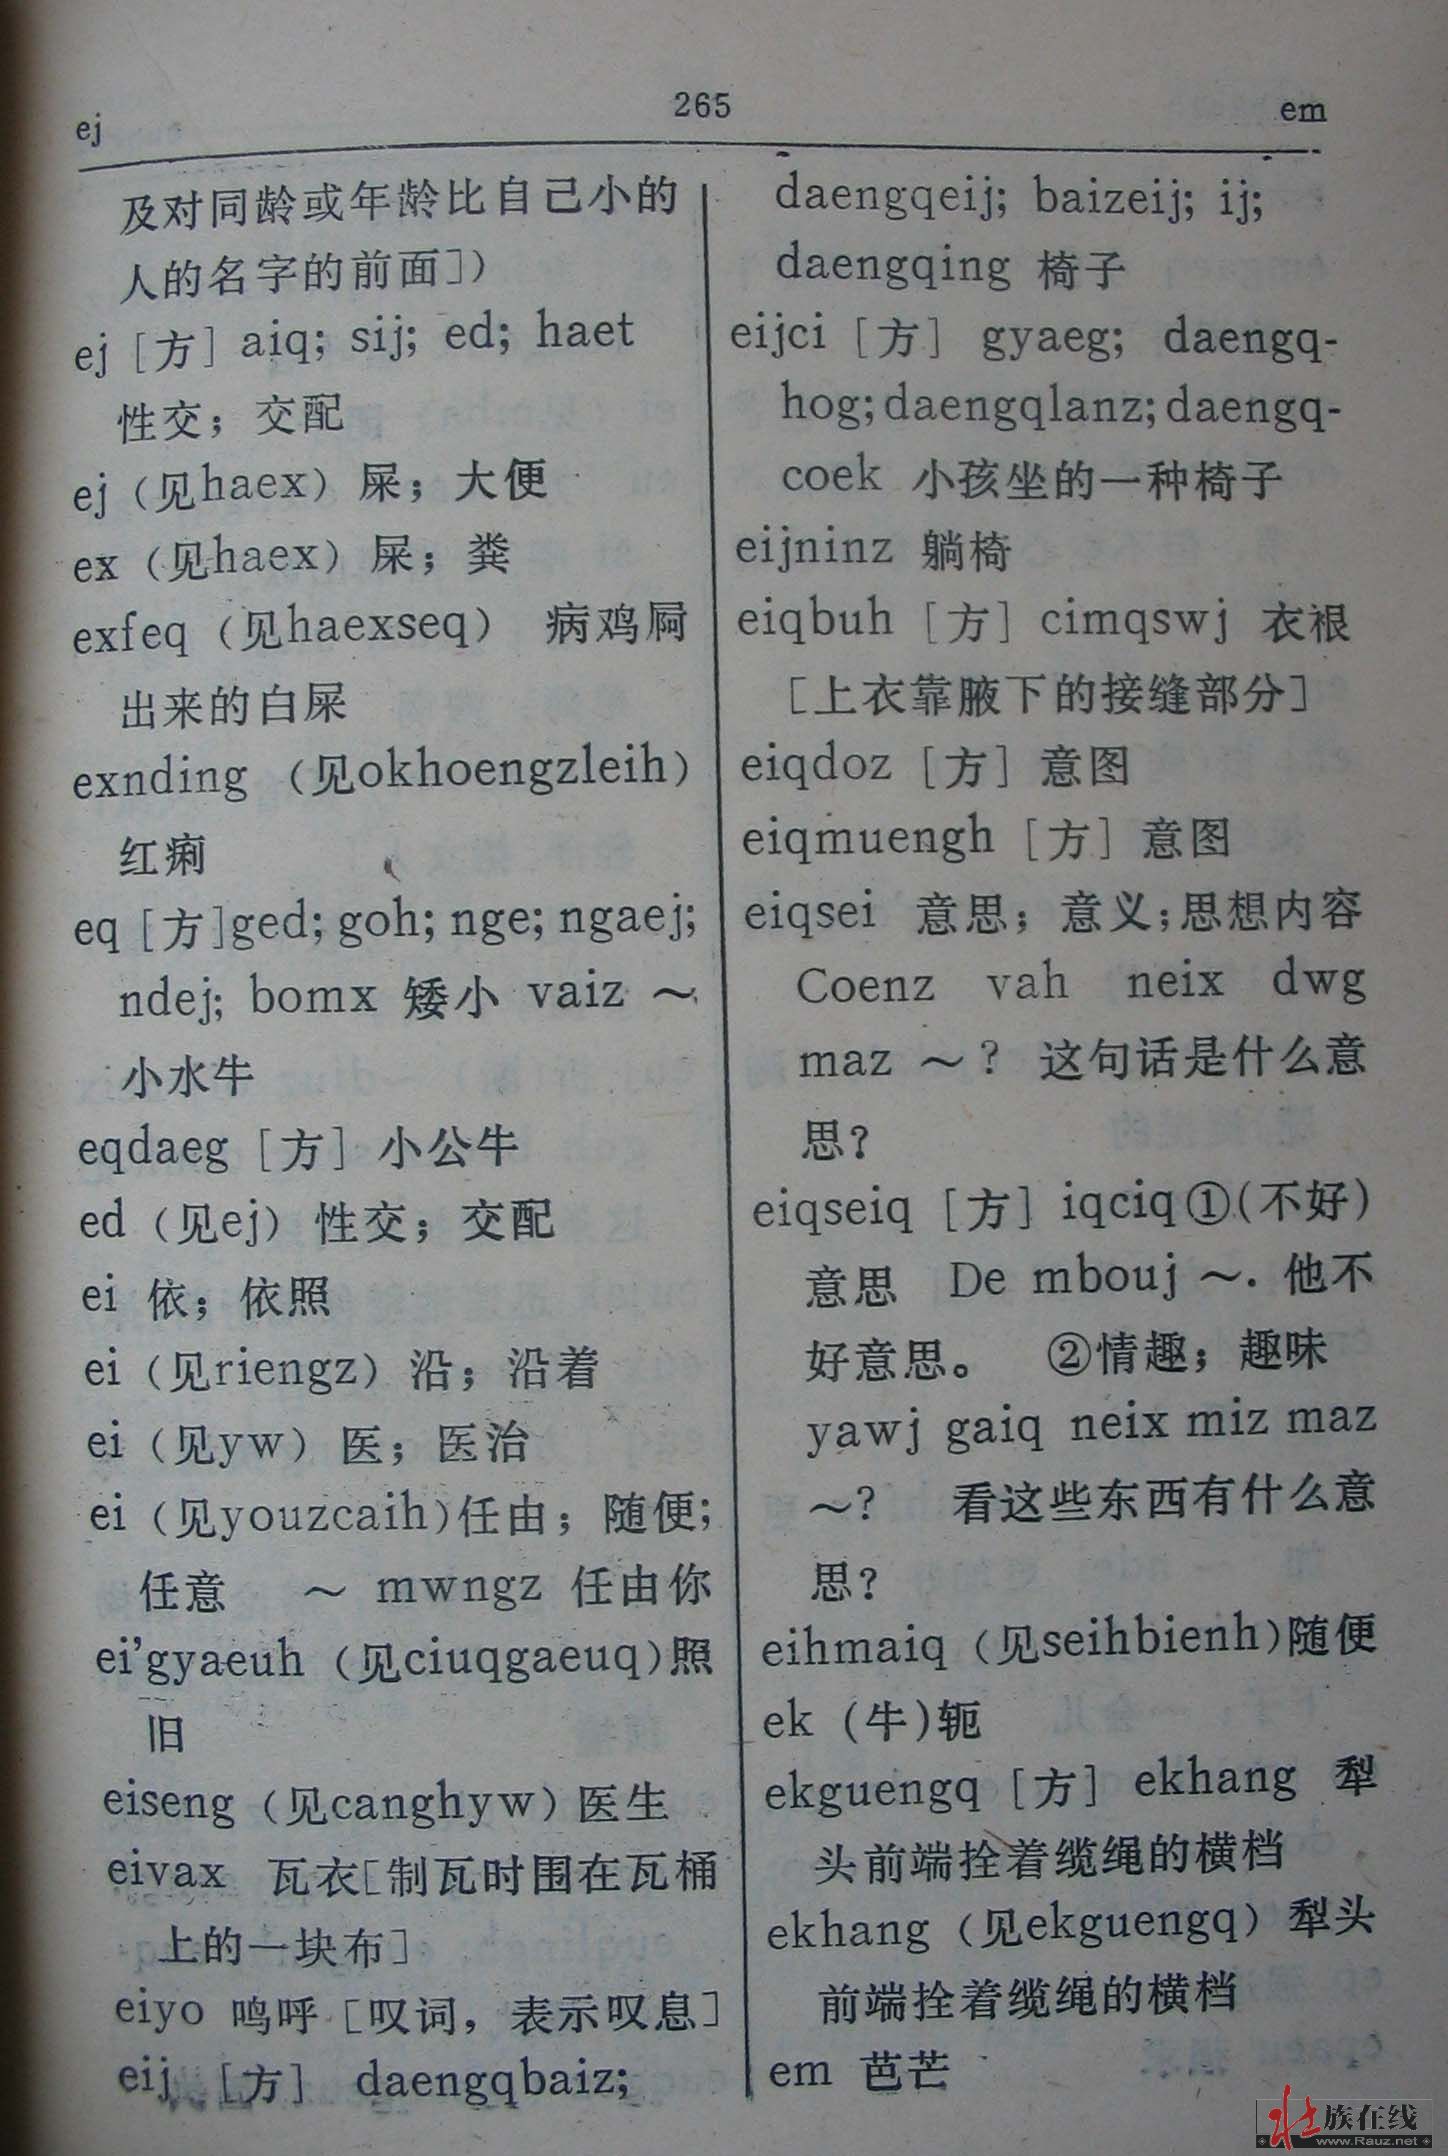 ej
265
em
及对同龄或年龄比自己小的
人的名字的前面])
ej [方] aiq; sij; ed; haet
性交；交配
ej (见haex) 屎；大便
ex (见haex) 屎；粪
exfeq (见haexseq) 病鸡屙
出来的白屎
exnding (见okhoengzleih)
红痢
eq [方]ged; goh; nge; ngaej;
ndej; bomx 矮小 vaiz ～
小水牛
eqdaeg [方] 小公牛
ed (见ej) 性交；交配
ei 依；依照
ei (见riengz) 沿；沿着
ei (见yw) 医；医治
ei (见youzcaih)任由；随便；
任意 ～ mwngz 任由你
ei'gyaeuh (见ciuqgaeuq)照
旧
eiseng (见canghyw) 医生
eivax 瓦衣[制瓦时围在瓦桶
上的一块布]
eiyo 呜呼 [叹词，表示叹息]
eij [方] daengqbaiz;
daengqeij; baizeij; ij;
daengqing 椅子
eijci [方] gyaeg; daengq-
hog; daengqlanz; daengq-
coek 小孩坐的一种椅子
eijninz 躺椅
eiqbuh [方] cimqswj 衣裉
[上衣靠腋下的接缝部分]
eiqdoz [方] 意图
eiqmuengh [方] 意图
eiqsei 意思；意义；思想内容
Coenz vah neix dwg
maz ～? 这句话是什么意
思?
eiqseiq [方] iqciq①(不好)
意思 De mbouj ～. 他不
好意思。 ②情趣；趣味
yawj gaiq neix miz maz
～? 看这些东西有什么意
思?
eihmaiq (见seihbienh)随便
ek (牛)轭
ekguengq [方] ekhang 犁
头前端拴着缆绳的横档
ekhang (见ekguengq) 犁头
前端拴着缆绳的横档
em 芭芒
壮族在线
www.Rauz.net